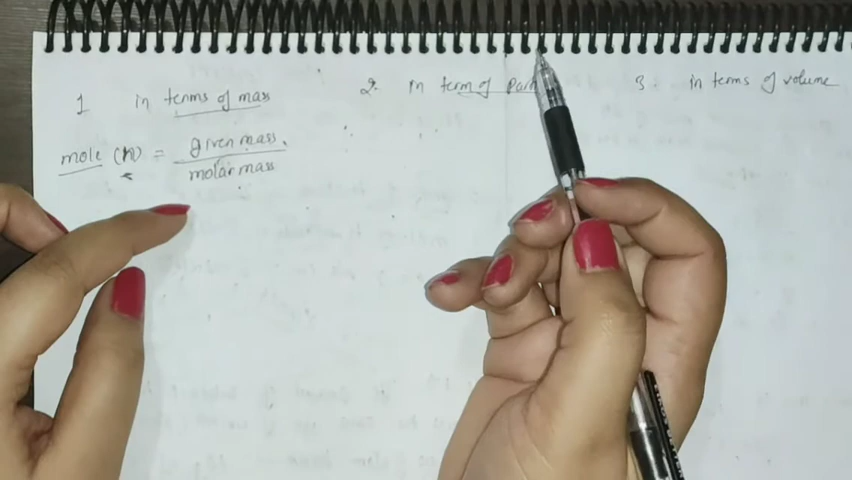 1 in terms of mass
2. in term of
3. in terms of volume
mole (n) = given mass
molar mass